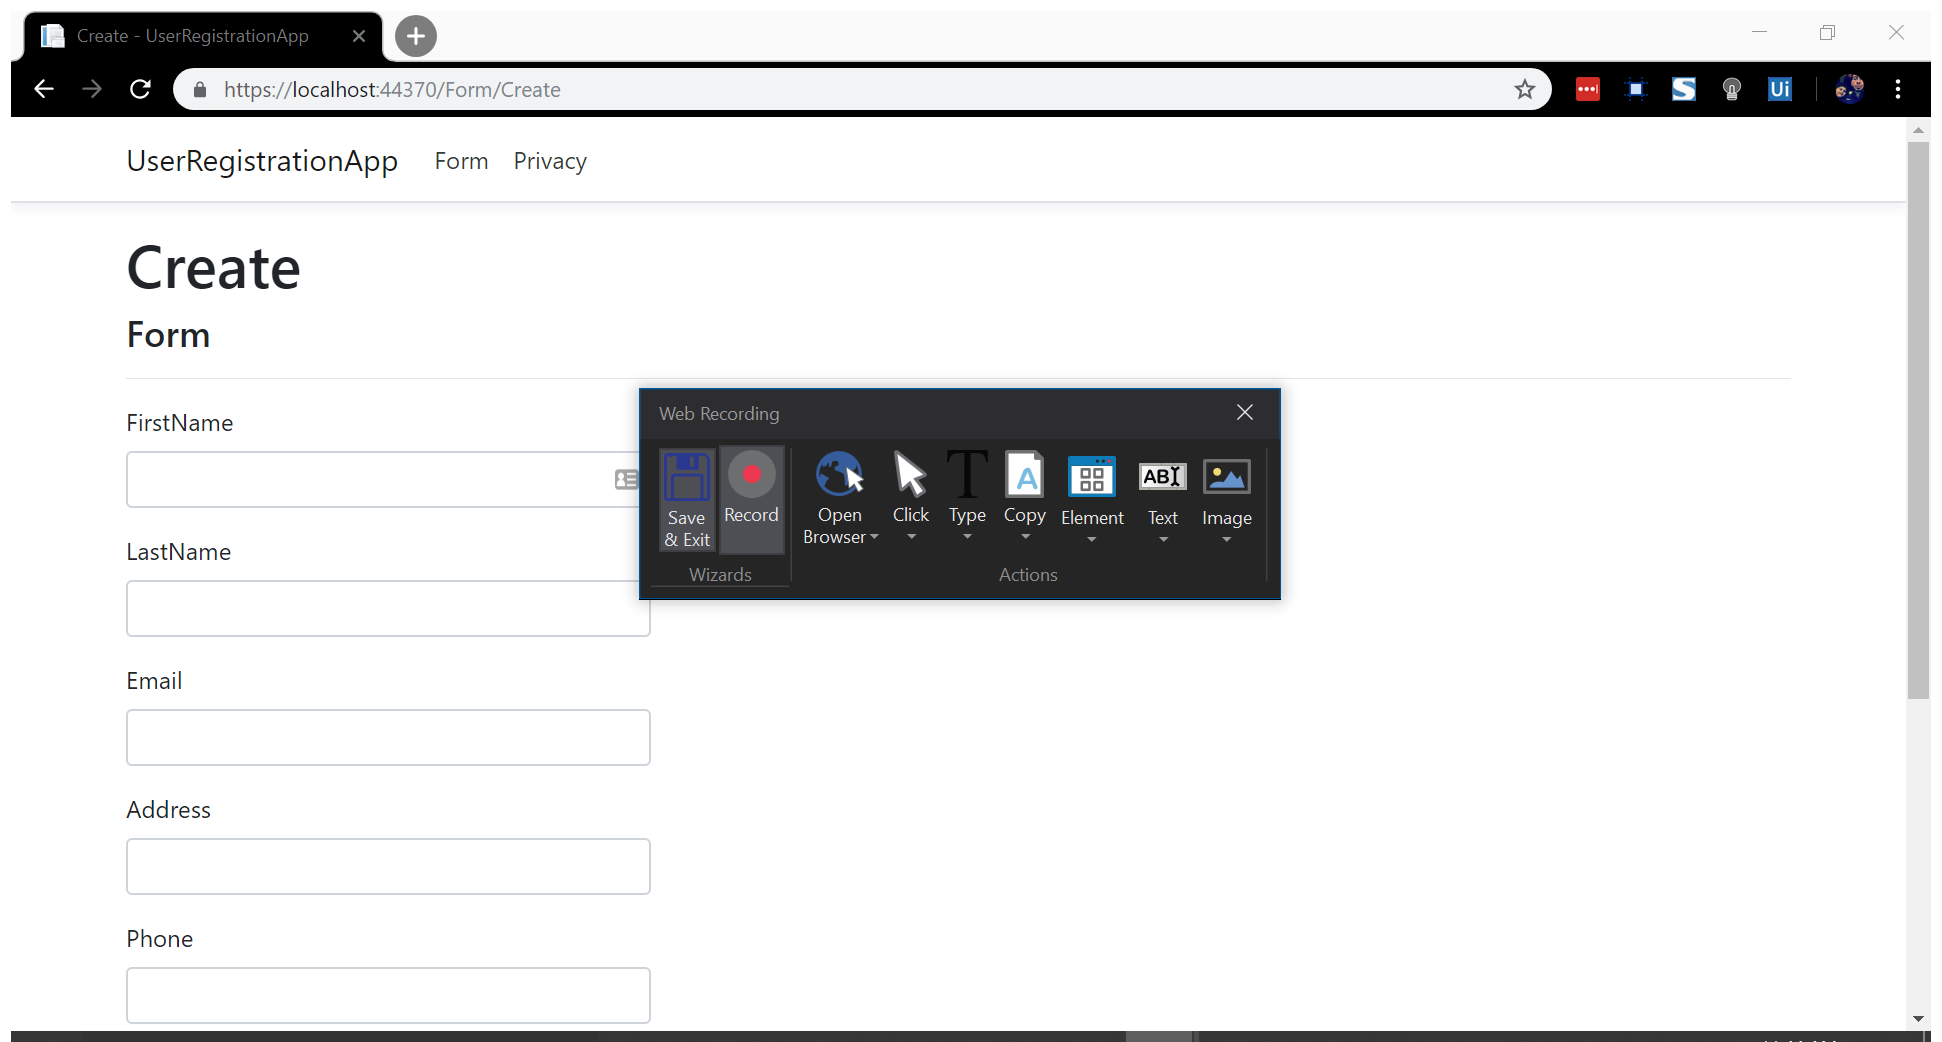 Create - UserRegistrationApp
https://localhost:44370/Form/Create
Ui
UserRegistrationApp Form Privacy
Create
Form
FirstName
Web Recording
Save & Exit
Record
Open Browser
Click
Type
Copy
Element
Text
Image
Wizards
Actions
LastName
Email
Address
Phone